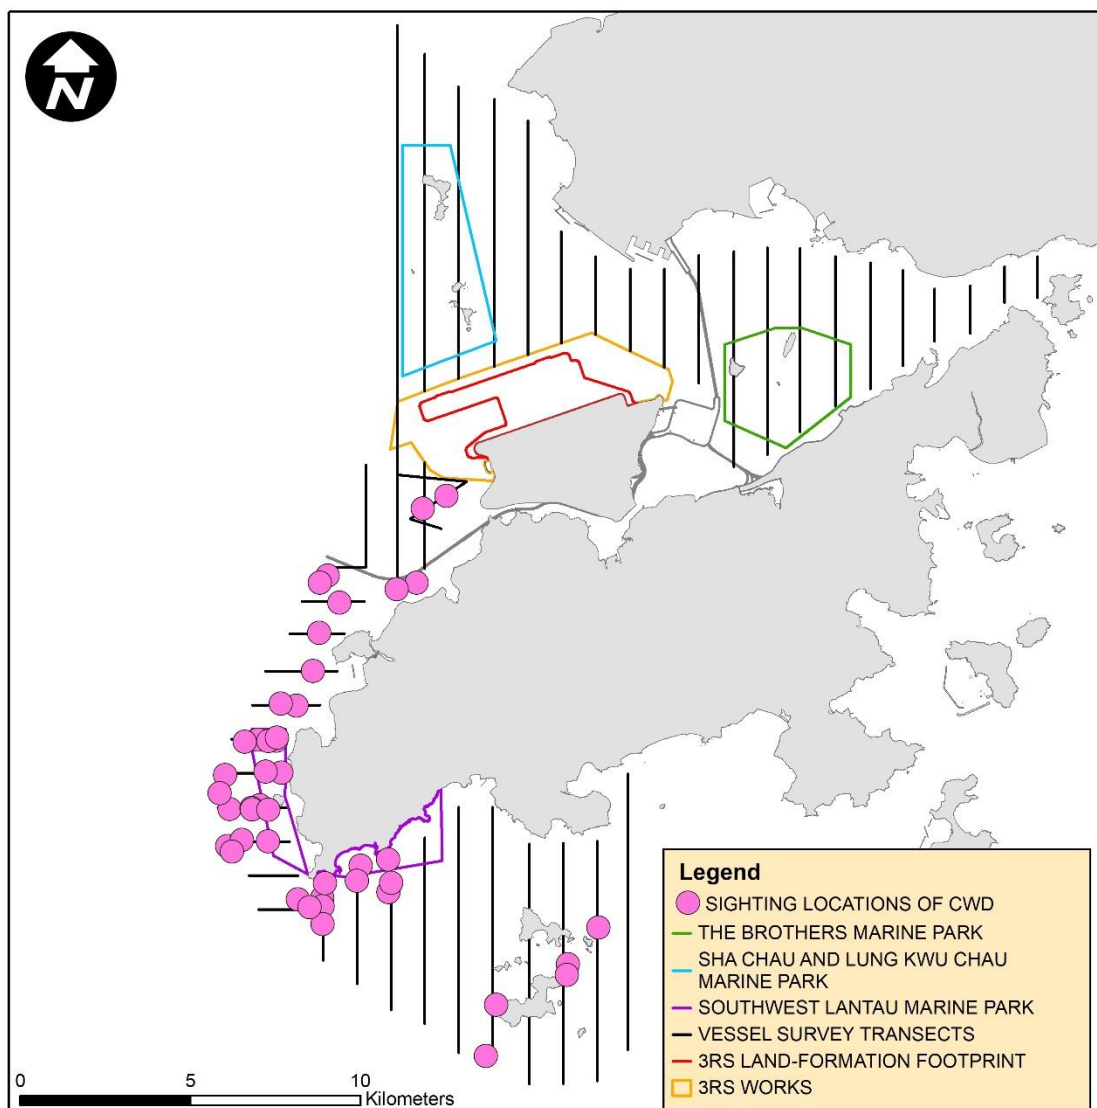 N
Legend
SIGHTING LOCATIONS OF CWD
THE BROTHERS MARINE PARK
SHA CHAU AND LUNG KWU CHAU
MARINE PARK
SOUTHWEST LANTAU MARINE PARK
VESSEL SURVEY TRANSECTS
3RS LAND-FORMATION FOOTPRINT
3RS WORKS
0 5 10
Kilometers